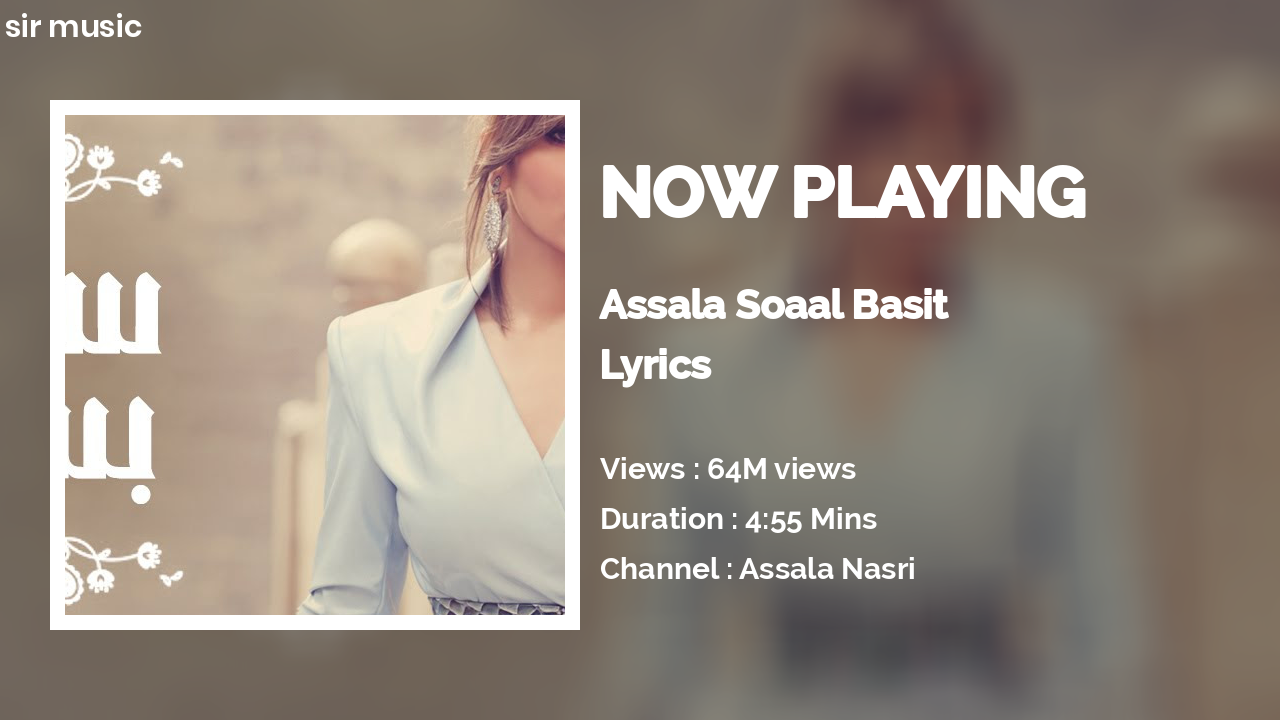 sir music
NOW PLAYING
Assala Soaal Basit
Lyrics
Views : 64M views
Duration : 4:55 Mins
Channel : Assala Nasri